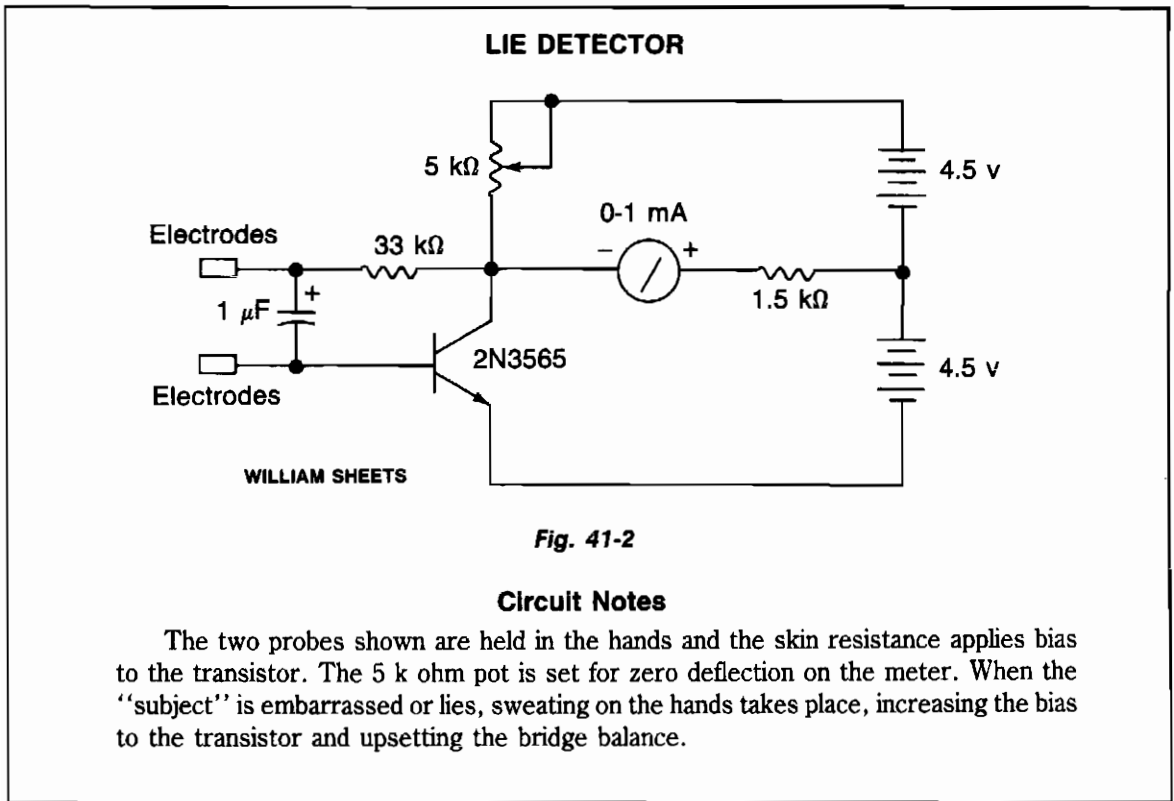 LIE DETECTOR
5 kΩ
4.5 v
0-1 mA
Electrodes
33 kΩ
− +
1.5 kΩ
+
1 μF
2N3565
4.5 v
Electrodes
WILLIAM SHEETS
Fig. 41-2
Circuit Notes
The two probes shown are held in the hands and the skin resistance applies bias
to the transistor. The 5 k ohm pot is set for zero deflection on the meter. When the
‘‘subject’’ is embarrassed or lies, sweating on the hands takes place, increasing the bias
to the transistor and upsetting the bridge balance.